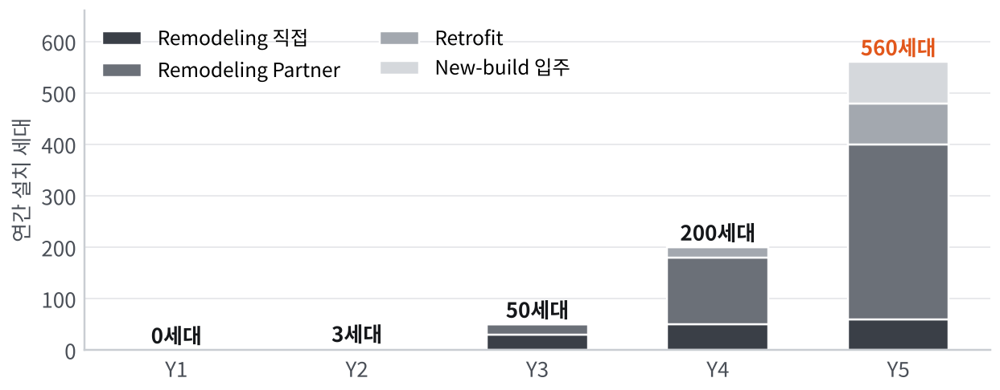 Remodeling 직접
Remodeling Partner
Retrofit
New-build 입주
연간 설치 세대
600
500
400
300
200
100
0
0세대
3세대
50세대
200세대
560세대
Y1
Y2
Y3
Y4
Y5